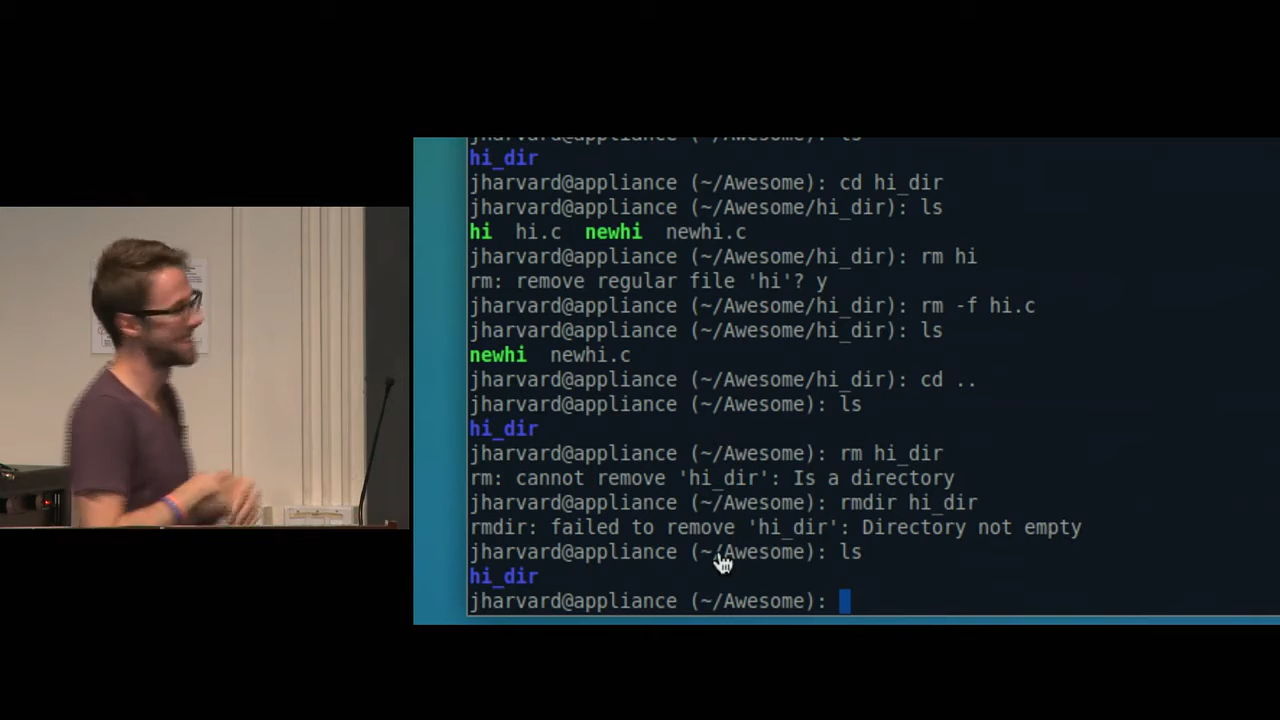 jharvard@appliance (~/Awesome): ls
hi_dir
jharvard@appliance (~/Awesome): cd hi_dir
jharvard@appliance (~/Awesome/hi_dir): ls
hi  hi.c  newhi  newhi.c
jharvard@appliance (~/Awesome/hi_dir): rm hi
rm: remove regular file 'hi'? y
jharvard@appliance (~/Awesome/hi_dir): rm -f hi.c
jharvard@appliance (~/Awesome/hi_dir): ls
newhi  newhi.c
jharvard@appliance (~/Awesome/hi_dir): cd ..
jharvard@appliance (~/Awesome): ls
hi_dir
jharvard@appliance (~/Awesome): rm hi_dir
rm: cannot remove 'hi_dir': Is a directory
jharvard@appliance (~/Awesome): rmdir hi_dir
rmdir: failed to remove 'hi_dir': Directory not empty
jharvard@appliance (~/Awesome): ls
hi_dir
jharvard@appliance (~/Awesome):